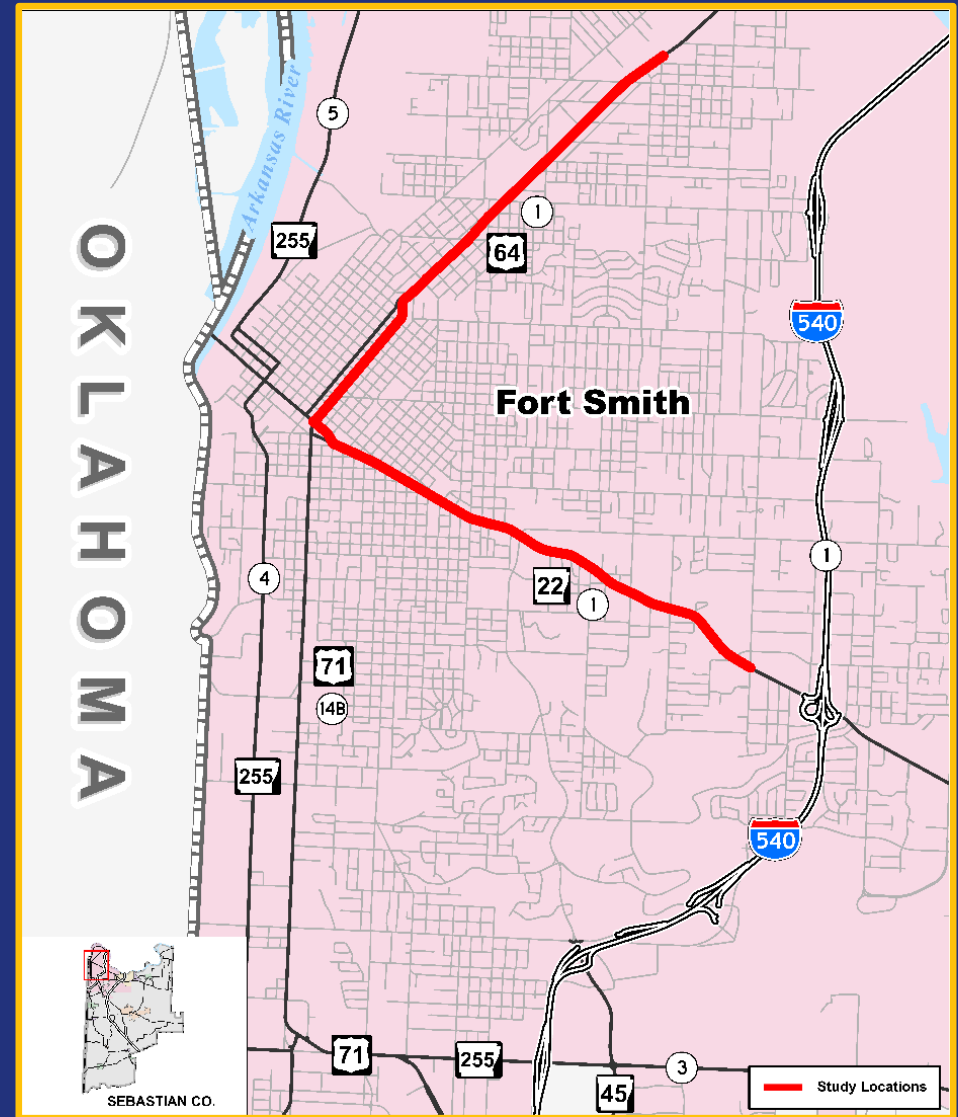 Arkansas River
5
255
1
64
540
OKLAHOMA
Fort Smith
1
4
22
1
71
14B
255
540
71
255
3
45
SEBASTIAN CO.
Study Locations